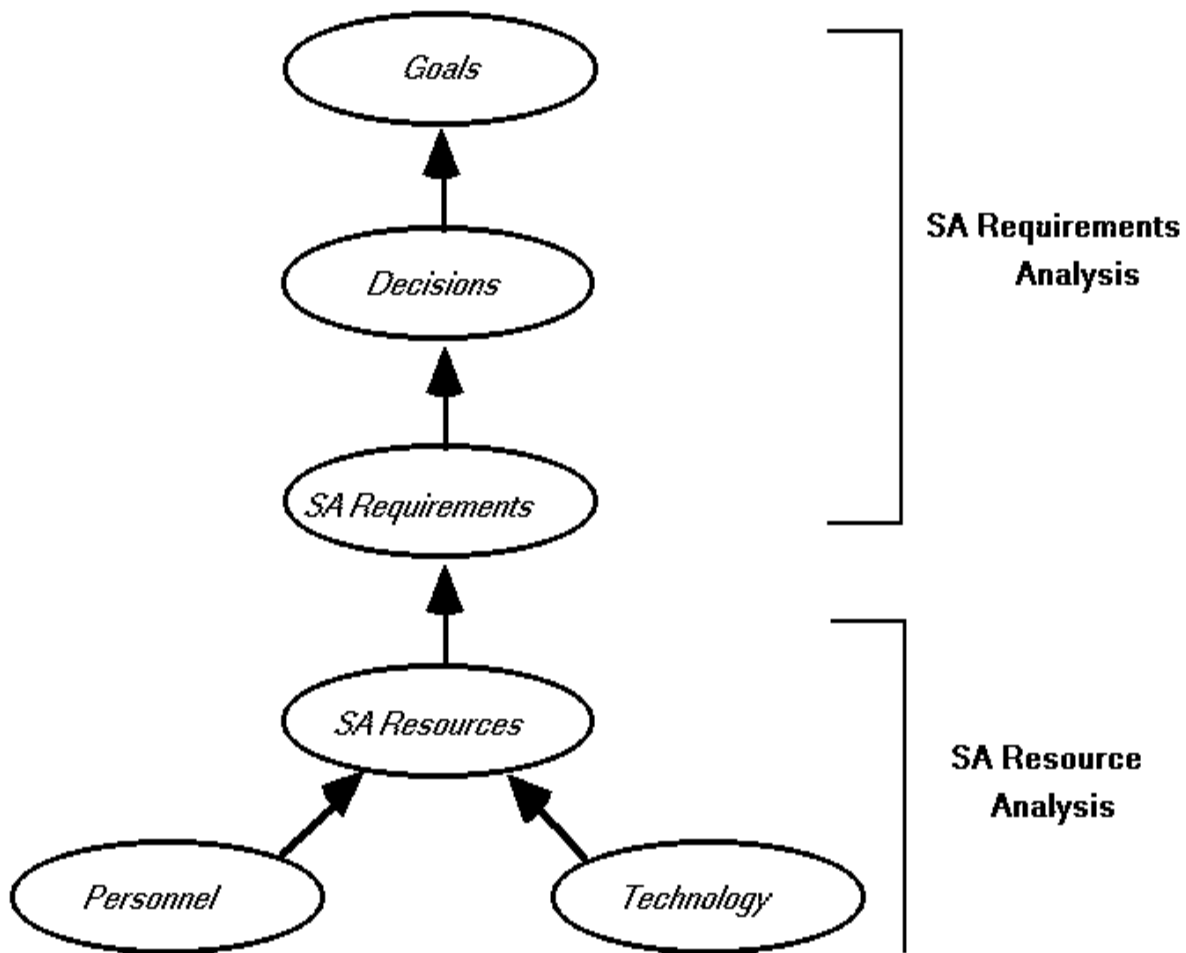 Goals
Decisions
SA Requirements
Analysis
SA Requirements
SA Resources
SA Resource
Analysis
Personnel
Technology